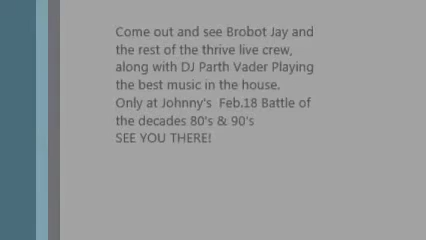 Come out and see Brobot Jay and
the rest of the thrive live crew,
along with DJ Parth Vader Playing
the best music in the house.
Only at Johnny's  Feb.18 Battle of
the decades 80's & 90's
SEE YOU THERE!